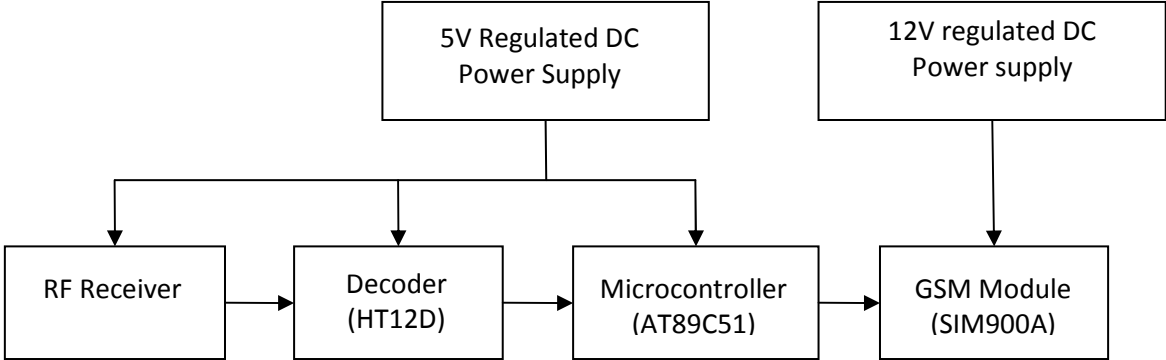 5V Regulated DC
Power Supply
12V regulated DC
Power supply
RF Receiver
Decoder
(HT12D)
Microcontroller
(AT89C51)
GSM Module
(SIM900A)